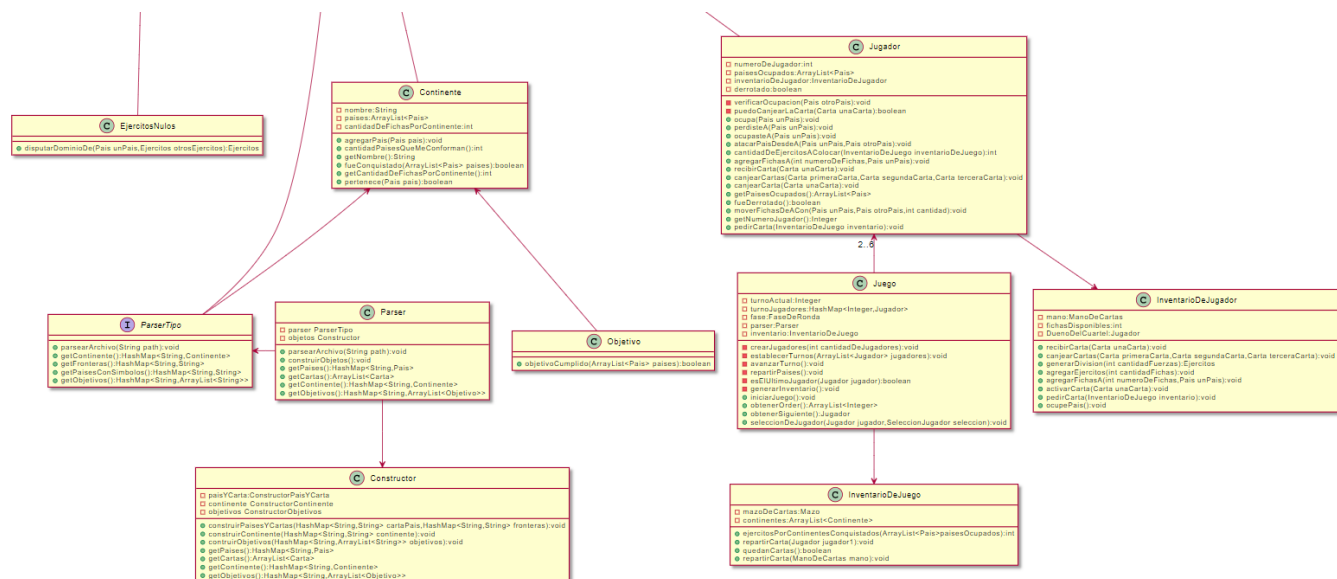 C Jugador
numeroDeJugador:int
paisesOcupados:ArrayList<Pais>
inventarioDeJugador:InventarioDeJugador
derrotado:boolean
verificarOcupacion(Pais otroPais):void
puedoCanjearLaCarta(Carta unaCarta):boolean
ocupa(Pais unPais):void
perdisteA(Pais unPais):void
ocupasteA(Pais unPais):void
atacarPaisDesdeA(Pais unPais,Pais otroPais):void
cantidadDeEjercitosAColocar(InventarioDeJuego inventarioDeJuego):int
agregarFichasA(int numeroDeFichas,Pais unPais):void
recibirCarta(Carta unaCarta):void
canjearCartas(Carta primeraCarta,Carta segundaCarta,Carta terceraCarta):void
canjearCarta(Carta unaCarta):void
getPaisesOcupados():ArrayList<Pais>
fueDerrotado():boolean
moverFichasDeACon(Pais unPais,Pais otroPais,int cantidad):void
getNumeroJugador():Integer
pedirCarta(InventarioDeJuego inventario):void
C Continente
nombre:String
paises:ArrayList<Pais>
cantidadDeFichasPorContinente:int
agregarPais(Pais pais):void
cantidadPaisesQueMeConforman():int
getNombre():String
fueConquistado(ArrayList<Pais> paises):boolean
getCantidadDeFichasPorContinente():int
pertenece(Pais pais):boolean
C EjercitosNulos
disputarDominioDe(Pais unPais,Ejercitos otrosEjercito):Ejercitos
2..6
C Juego
turnoActual:Integer
turnoJugadores:HashMap<Integer,Jugador>
fase:FaseDeRonda
parser:Parser
inventario:InventarioDeJuego
crearJugadores(int cantidadDeJugadores):void
establecerTurnos(ArrayList<Jugador> jugadores):void
avanzarTurno():void
repartirPaises():void
esElUltimoJugador(Jugador jugador):boolean
generarInventario():void
iniciarJuego():void
obtenerOrder():ArrayList<Integer>
obtenerSiguiente():Jugador
seleccionDeJugador(Jugador jugador,SeleccionJugador seleccion):void
C InventarioDeJugador
mano:ManoDeCartas
fichasDisponibles:int
DuenoDelCuartel:Jugador
recibirCarta(Carta unaCarta):void
canjearCartas(Carta primeraCarta,Carta segundaCarta,Carta terceraCarta):void
generarDivision(int cantidadFuerzas):Ejercitos
agregarEjercitos(int cantidadFichas):void
agregarFichasA(int numeroDeFichas,Pais unPais):void
activarCarta(Carta unaCarta):void
pedirCarta(InventarioDeJuego inventario):void
ocupePais():void
I ParserTipo
parsearArchivo(String path):void
getContinente():HashMap<String,Continente>
getFronteras():HashMap<String,String>
getPaisesConSimbolos():HashMap<String,String>
getObjetivos():HashMap<String,ArrayList<String>>
C Parser
parser ParserTipo
objetos Constructor
parsearArchivo(String path):void
construirObjetos():void
getPaises():HashMap<String,Pais>
getCartas():ArrayList<Carta>
getContinente():HashMap<String,Continente>
getObjetivos():HashMap<String,ArrayList<Objetivo>>
C Objetivo
objetivoCumplido(ArrayList<Pais> paises):boolean
C Constructor
paisYCarta:ConstructorPaisYCarta
continente ConstructorContinente
objetivos ConstructorObjetivos
construirPaisesYCartas(HashMap<String,String> cartaPais,HashMap<String,String> fronteras):void
construirContinente(HashMap<String,String> continente):void
contruirObjetivos(HashMap<String,ArrayList<String>> objetivos):void
getPaises():HashMap<String,Pais>
getCartas():ArrayList<Carta>
getContinente():HashMap<String,Continente>
getObjetivos():HashMap<String,ArrayList<Objetivo>>
C InventarioDeJuego
mazoDeCartas:Mazo
continentes:ArrayList<Continente>
ejercitosPorContinentesConquistados(ArrayList<Pais>paisesOcupados):int
repartirCarta(Jugador jugador1):void
quedanCartas():boolean
repartirCarta(ManoDeCartas mano):void